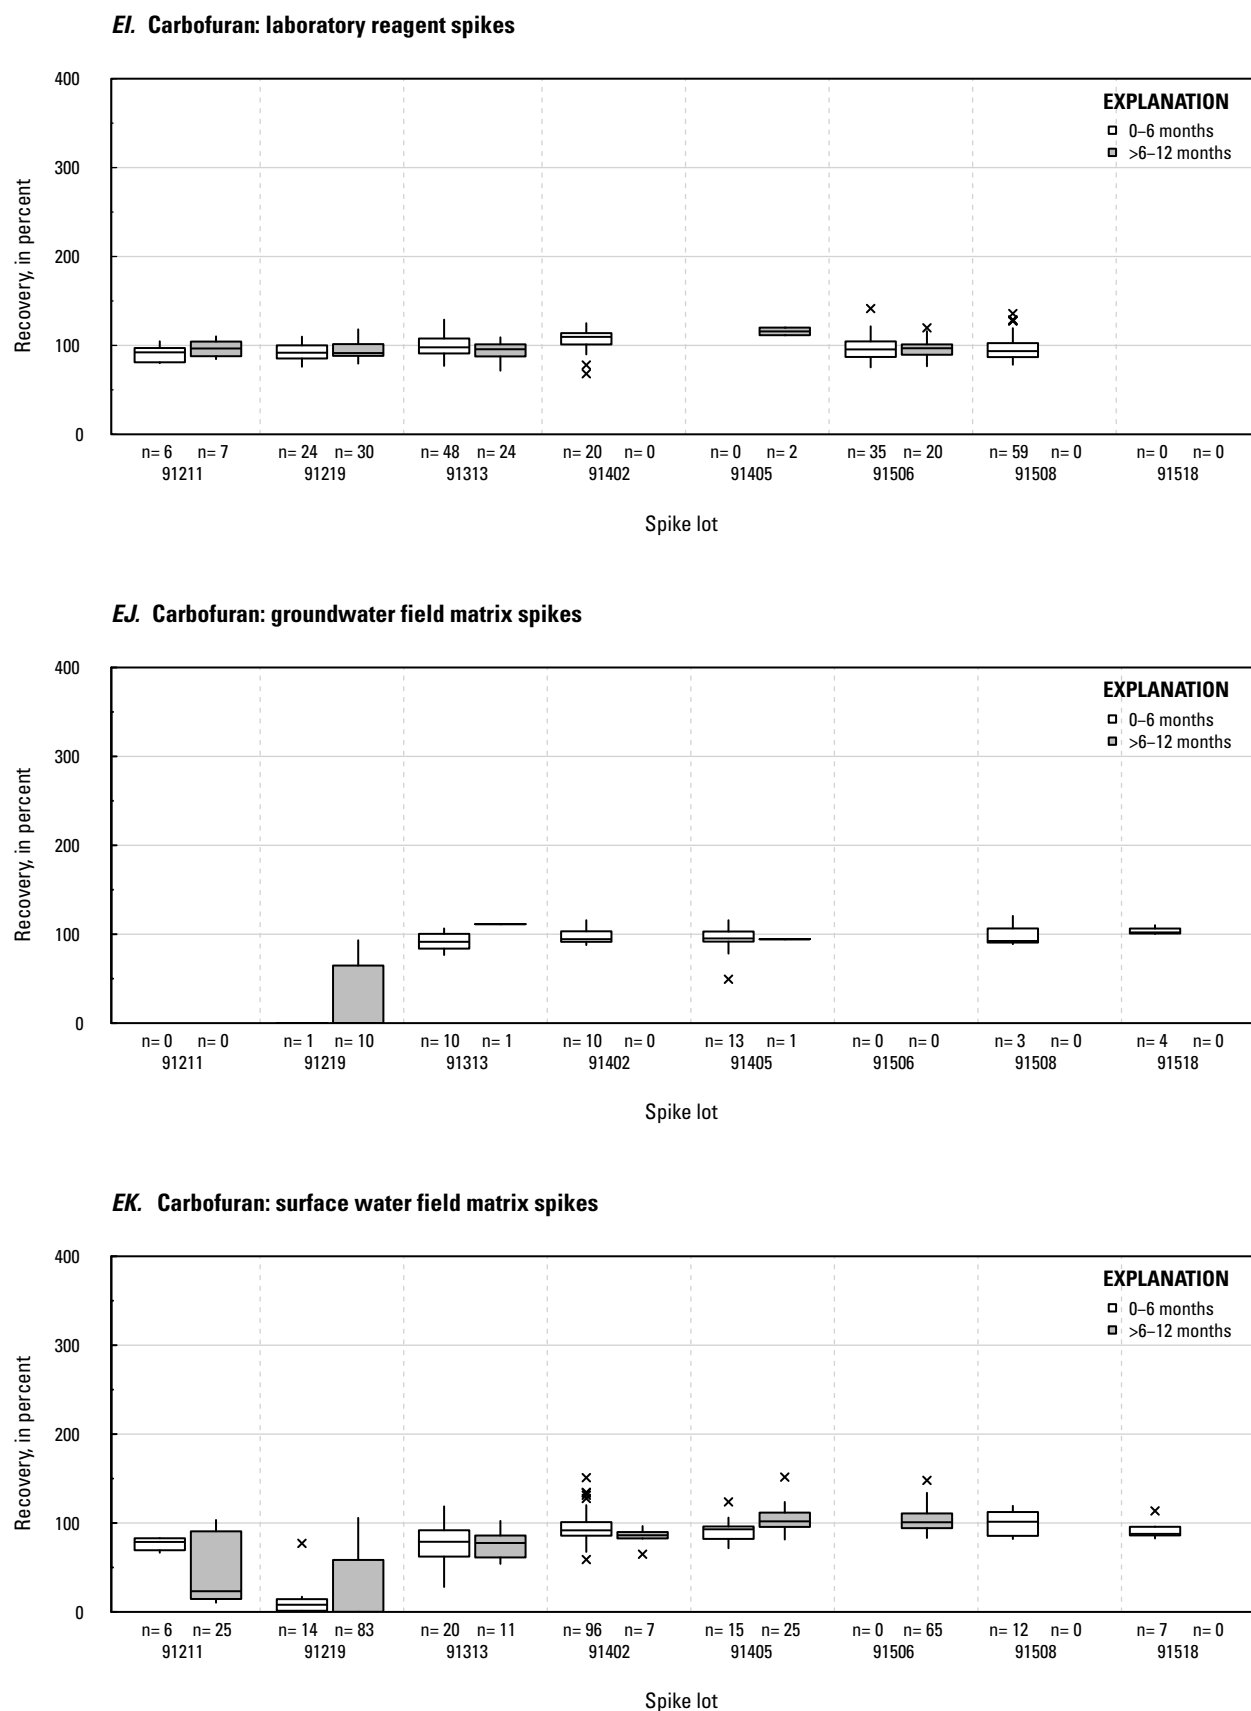 EI. Carbofuran: laboratory reagent spikes
400
300
200
100
0
Recovery, in percent
EXPLANATION
0–6 months
>6–12 months
n= 6 n= 7 n= 24 n= 30 n= 48 n= 24 n= 20 n= 0 n= 0 n= 2 n= 35 n= 20 n= 59 n= 0 n= 0 n= 0
91211 91219 91313 91402 91405 91506 91508 91518
Spike lot
EJ. Carbofuran: groundwater field matrix spikes
400
300
200
100
0
Recovery, in percent
EXPLANATION
0–6 months
>6–12 months
n= 0 n= 0 n= 1 n= 10 n= 10 n= 1 n= 10 n= 0 n= 13 n= 1 n= 0 n= 0 n= 3 n= 0 n= 4 n= 0
91211 91219 91313 91402 91405 91506 91508 91518
Spike lot
EK. Carbofuran: surface water field matrix spikes
400
300
200
100
0
Recovery, in percent
EXPLANATION
0–6 months
>6–12 months
n= 6 n= 25 n= 14 n= 83 n= 20 n= 11 n= 96 n= 7 n= 15 n= 25 n= 0 n= 65 n= 12 n= 0 n= 7 n= 0
91211 91219 91313 91402 91405 91506 91508 91518
Spike lot